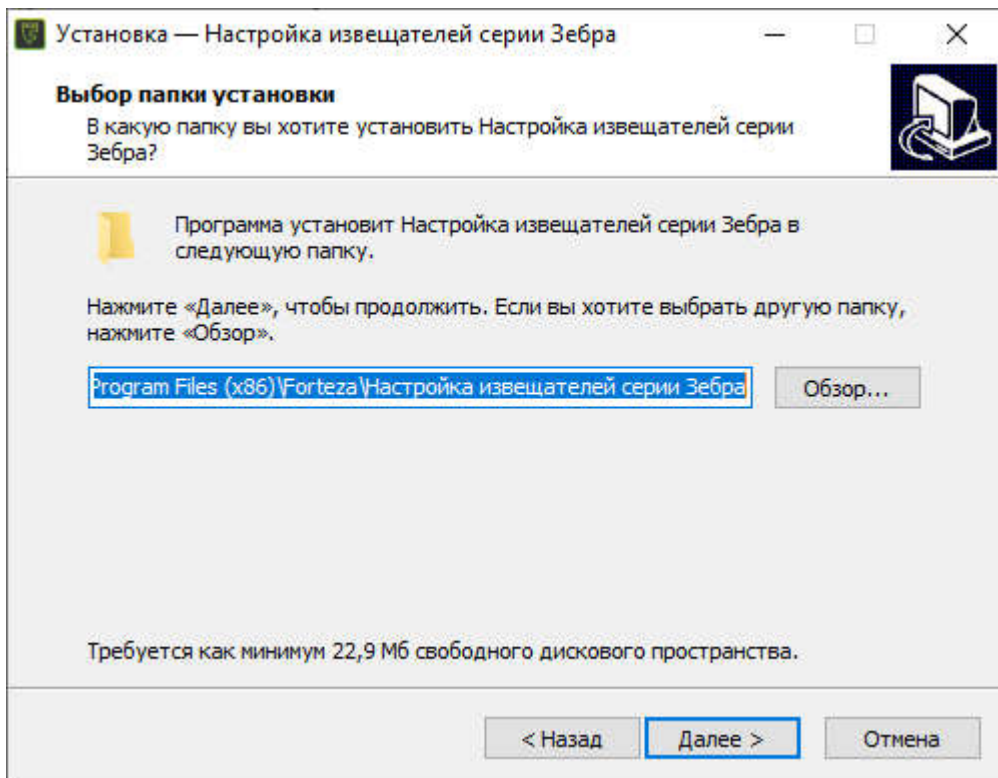 Установка — Настройка извещателей серии Зебра
Выбор папки установки
В какую папку вы хотите установить Настройка извещателей серии
Зебра?
Программа установит Настройка извещателей серии Зебра в
следующую папку.
Нажмите «Далее», чтобы продолжить. Если вы хотите выбрать другую папку,
нажмите «Обзор».
Program Files (x86)\Forteza\Настройка извещателей серии Зебра
Обзор...
Требуется как минимум 22,9 Мб свободного дискового пространства.
< Назад
Далее >
Отмена